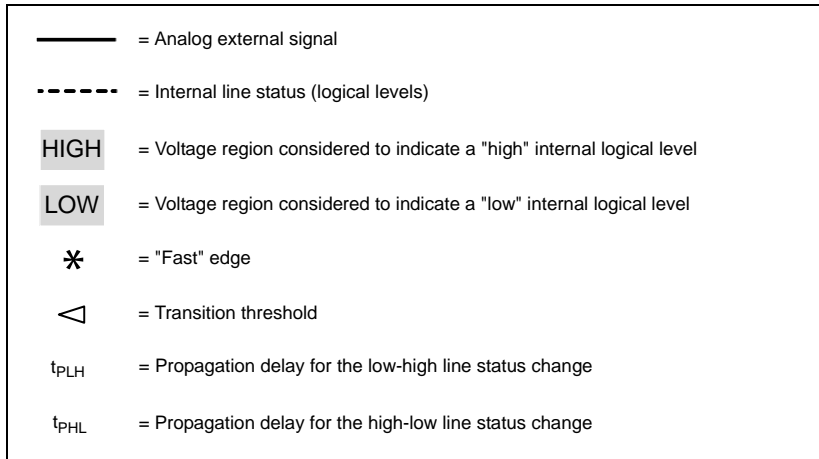 = Analog external signal
= Internal line status (logical levels)
HIGH = Voltage region considered to indicate a "high" internal logical level
LOW = Voltage region considered to indicate a "low" internal logical level
* = "Fast" edge
= Transition threshold
tPLH = Propagation delay for the low-high line status change
tPHL = Propagation delay for the high-low line status change